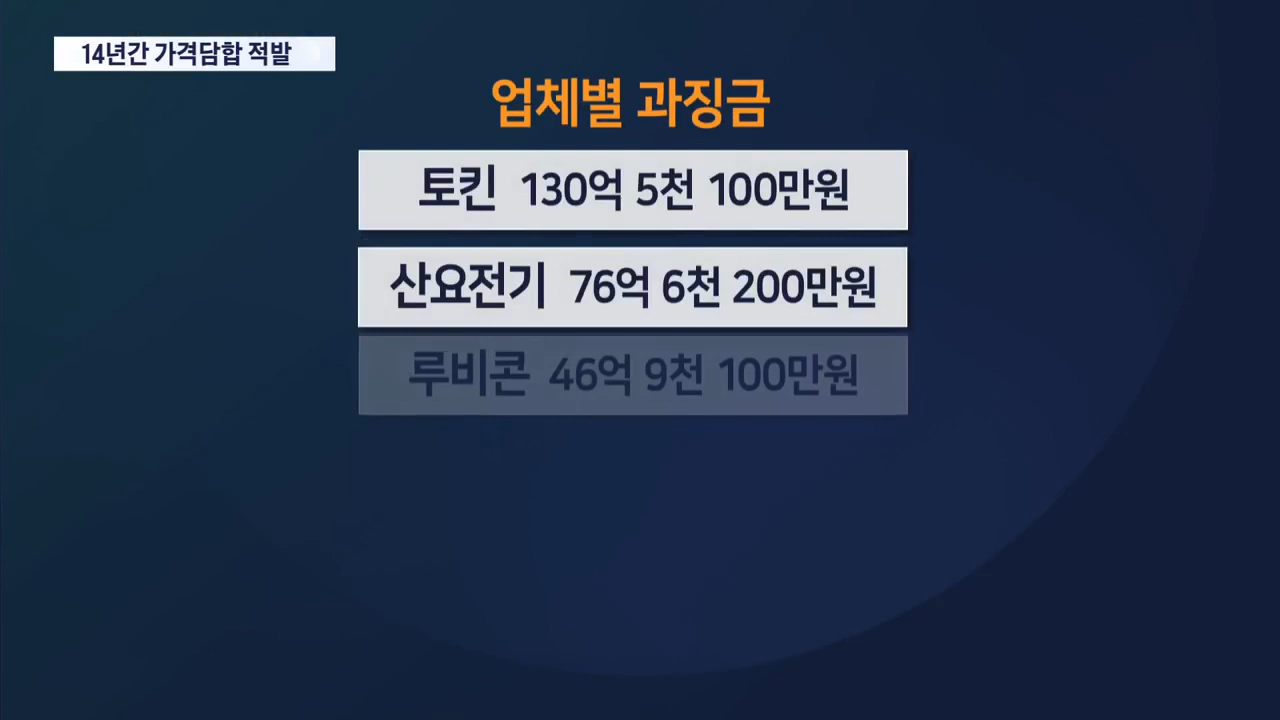 14년간 가격담합 적발
업체별 과징금
토킨 130억 5천 100만원
산요전기 76억 6천 200만원
루비콘 46억 9천 100만원